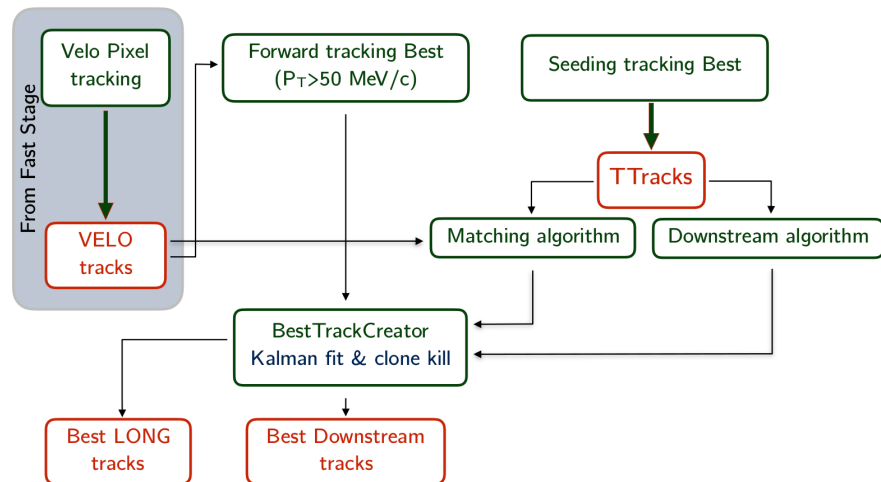 From Fast Stage
Velo Pixel
tracking
Forward tracking Best
(PT>50 MeV/c)
Seeding tracking Best
TTracks
VELO
tracks
Matching algorithm
Downstream algorithm
BestTrackCreator
Kalman fit & clone kill
Best LONG
tracks
Best Downstream
tracks